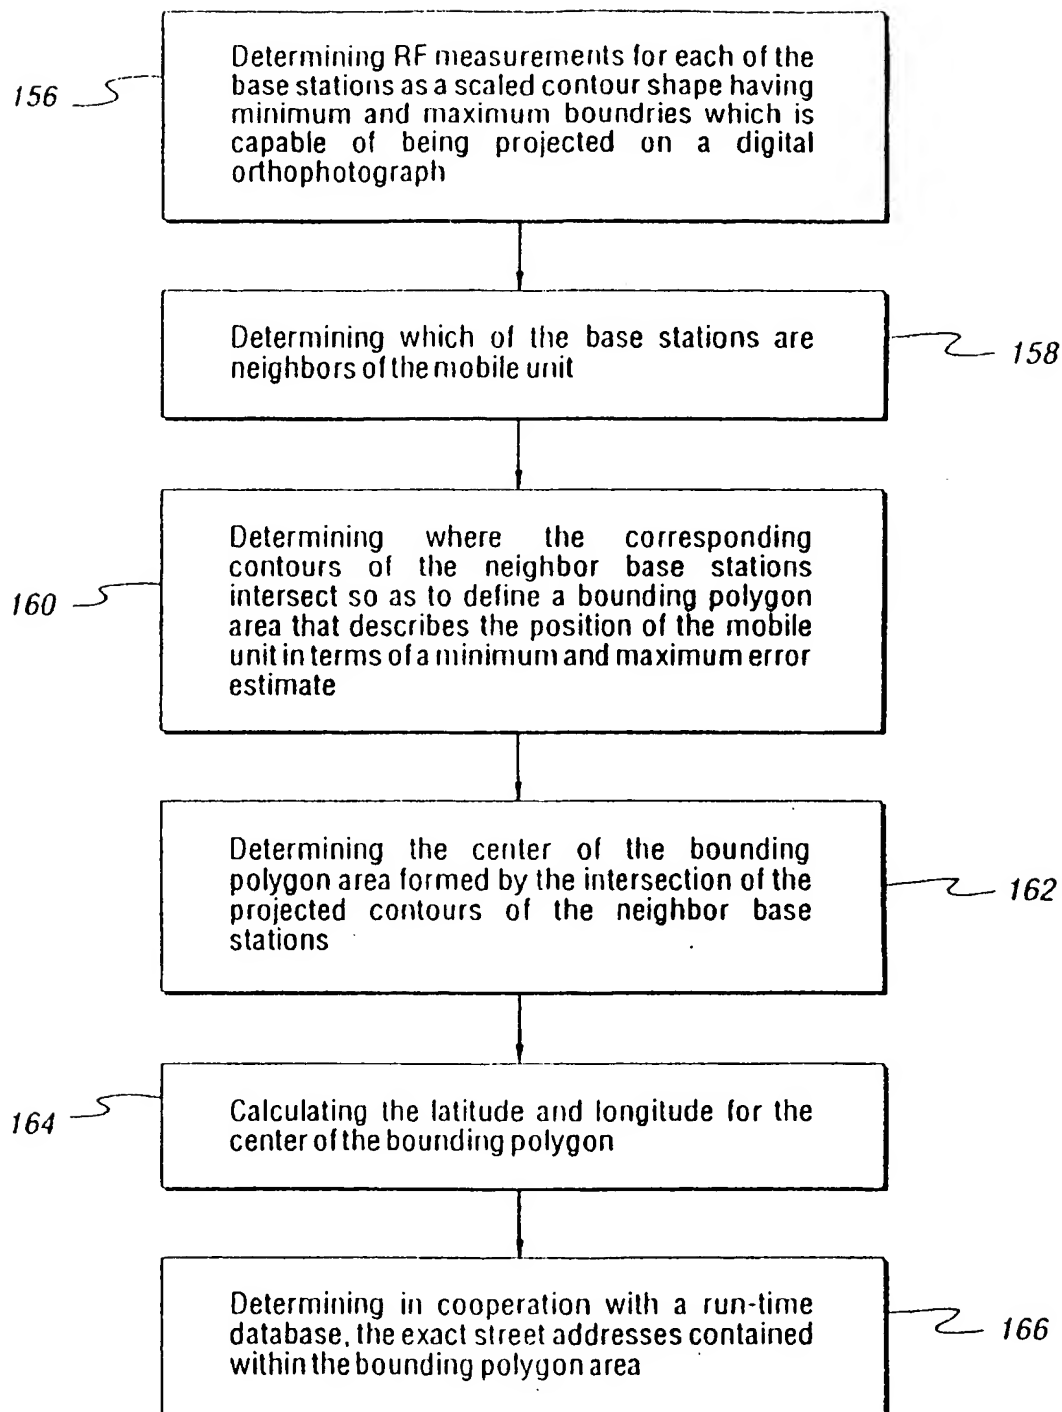 156
Determining RF measurements for each of the
base stations as a scaled contour shape having
minimum and maximum boundries which is
capable of being projected on a digital
orthophotograph
Determining which of the base stations are
neighbors of the mobile unit
158
160
Determining where the corresponding
contours of the neighbor base stations
intersect so as to define a bounding polygon
area that describes the position of the mobile
unit in terms of a minimum and maximum error
estimate
Determining the center of the bounding
polygon area formed by the intersection of the
projected contours of the neighbor base
stations
162
164
Calculating the latitude and longitude for the
center of the bounding polygon
Determining in cooperation with a run-time
database, the exact street addresses contained
within the bounding polygon area
166